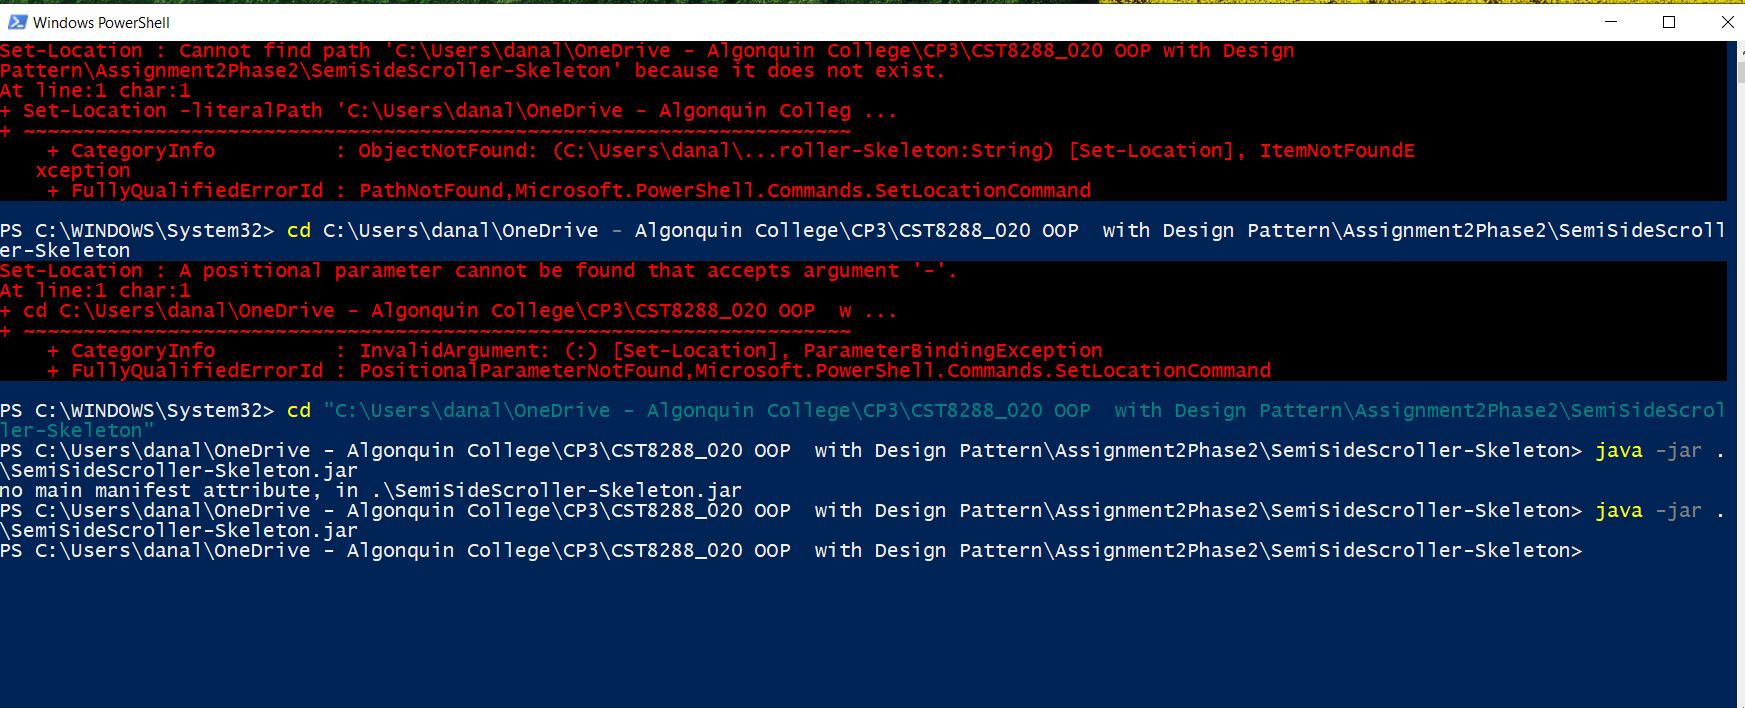 Windows PowerShell
Set-Location : Cannot find path 'C:\Users\danal\OneDrive - Algonquin College\CP3\CST8288_020 OOP with Design
Pattern\Assignment2Phase2\SemiSideScroller-Skeleton' because it does not exist.
At line:1 char:1
+ Set-Location -literalPath 'C:\Users\danal\OneDrive - Algonquin Colleg ...
+ ~~~~~~~~~~~~~~~~~~~~~~~~~~~~~~~~~~~~~~~~~~~~~~~~~~~~~~~~~~~~~~~~~~~~~
    + CategoryInfo          : ObjectNotFound: (C:\Users\danal\...roller-Skeleton:String) [Set-Location], ItemNotFoundE
   xception
    + FullyQualifiedErrorId : PathNotFound,Microsoft.PowerShell.Commands.SetLocationCommand
PS C:\WINDOWS\System32> cd C:\Users\danal\OneDrive - Algonquin College\CP3\CST8288_020 OOP  with Design Pattern\Assignment2Phase2\SemiSideScroll
er-Skeleton
Set-Location : A positional parameter cannot be found that accepts argument '-'.
At line:1 char:1
+ cd C:\Users\danal\OneDrive - Algonquin College\CP3\CST8288_020 OOP  w ...
+ ~~~~~~~~~~~~~~~~~~~~~~~~~~~~~~~~~~~~~~~~~~~~~~~~~~~~~~~~~~~~~~~~~~~~~
    + CategoryInfo          : InvalidArgument: (:) [Set-Location], ParameterBindingException
    + FullyQualifiedErrorId : PositionalParameterNotFound,Microsoft.PowerShell.Commands.SetLocationCommand
PS C:\WINDOWS\System32> cd "C:\Users\danal\OneDrive - Algonquin College\CP3\CST8288_020 OOP  with Design Pattern\Assignment2Phase2\SemiSideScrol
ler-Skeleton"
PS C:\Users\danal\OneDrive - Algonquin College\CP3\CST8288_020 OOP  with Design Pattern\Assignment2Phase2\SemiSideScroller-Skeleton> java -jar .
\SemiSideScroller-Skeleton.jar
no main manifest attribute, in .\SemiSideScroller-Skeleton.jar
PS C:\Users\danal\OneDrive - Algonquin College\CP3\CST8288_020 OOP  with Design Pattern\Assignment2Phase2\SemiSideScroller-Skeleton> java -jar .
\SemiSideScroller-Skeleton.jar
PS C:\Users\danal\OneDrive - Algonquin College\CP3\CST8288_020 OOP  with Design Pattern\Assignment2Phase2\SemiSideScroller-Skeleton>